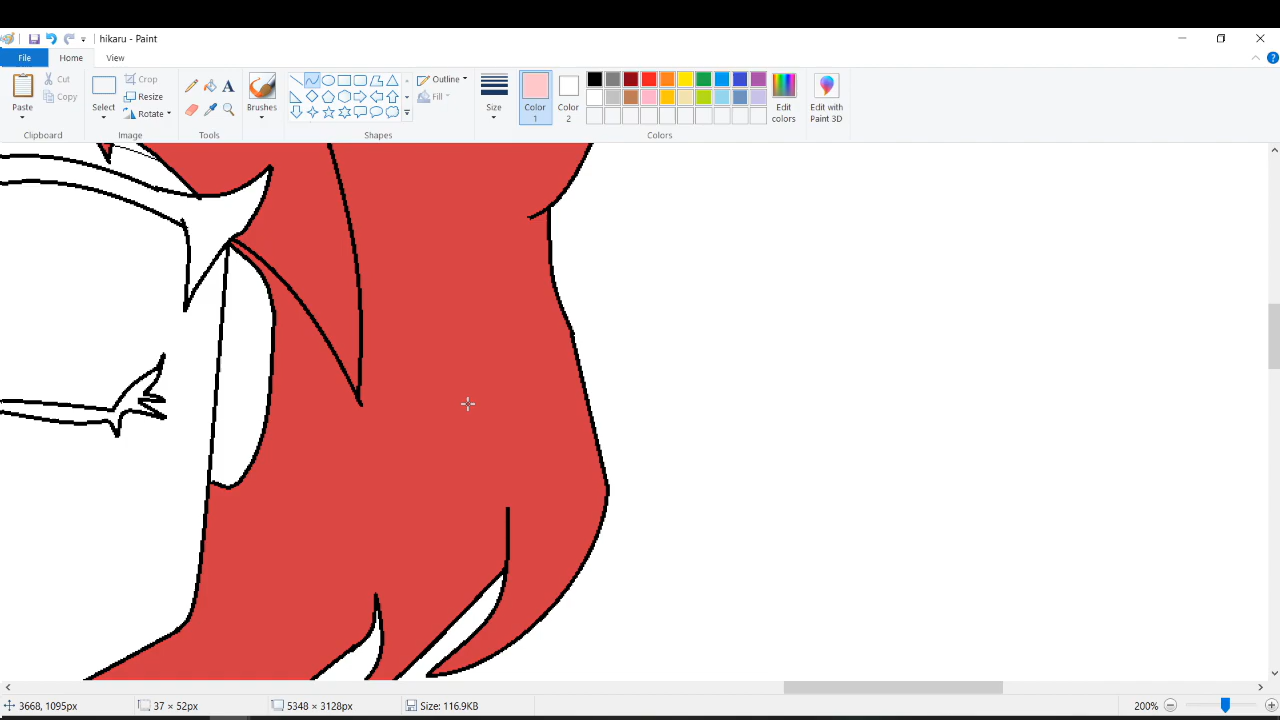 hikaru - Paint
File Home View
Paste
Cut
Copy
Clipboard
Select
Crop
Resize
Rotate
Image
A
Tools
Brushes
Outline
Fill
Shapes
Size
Color 1
Color 2
Edit colors
Colors
Edit with Paint 3D
?
3668, 1095px 37 × 52px 5348 × 3128px Size: 116.9KB 200%